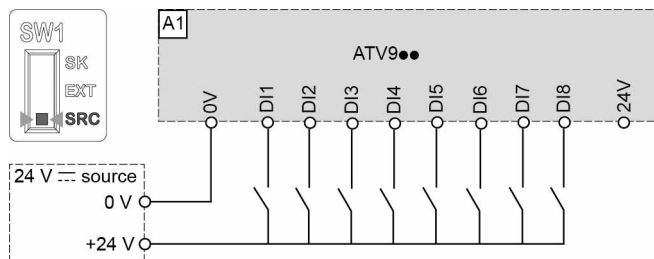 SW1
SK
EXT
SRC
A1
ATV9●●
0V
DI1
DI2
DI3
DI4
DI5
DI6
DI7
DI8
24V
24 V ⎓ source
0 V
+24 V